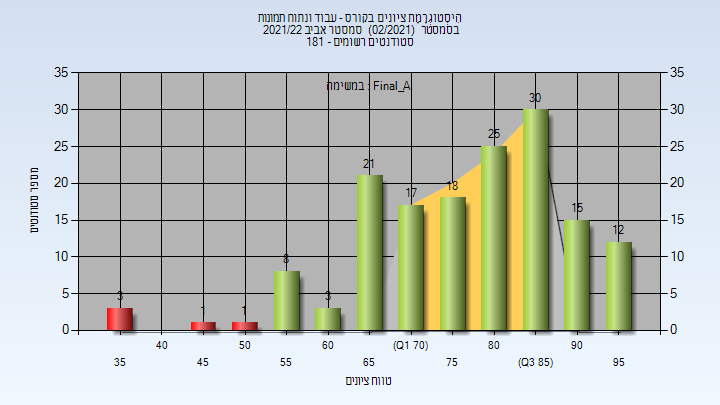 היסטוגרמת ציונים בקורס - עבוד ונתוח תמונות
בסמסטר (02/2021) סמסטר אביב 2021/22
סטודנטים רשומים - 181
במשימה : Final_A
מספר סטודנטים
35 35
30 30
25 25
20 20
15 15
10 10
5 5
0 0
3 1 1 8 3 21 17 18 25 30 15 12
40 50 60 (Q1 70) 80 90
35 45 55 65 75 (Q3 85) 95
טווח ציונים